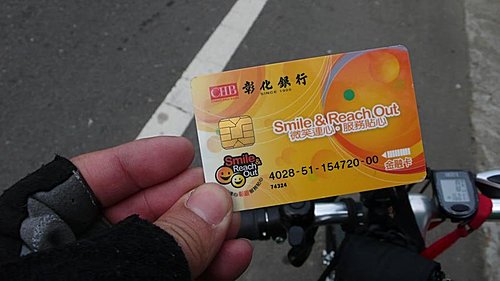 CHB 彰化銀行
SINCE 1905
Smile & Reach Out
微笑連心·服務貼心
Smile &
Reach
Out
金融卡
4028-51-154720-00
74324